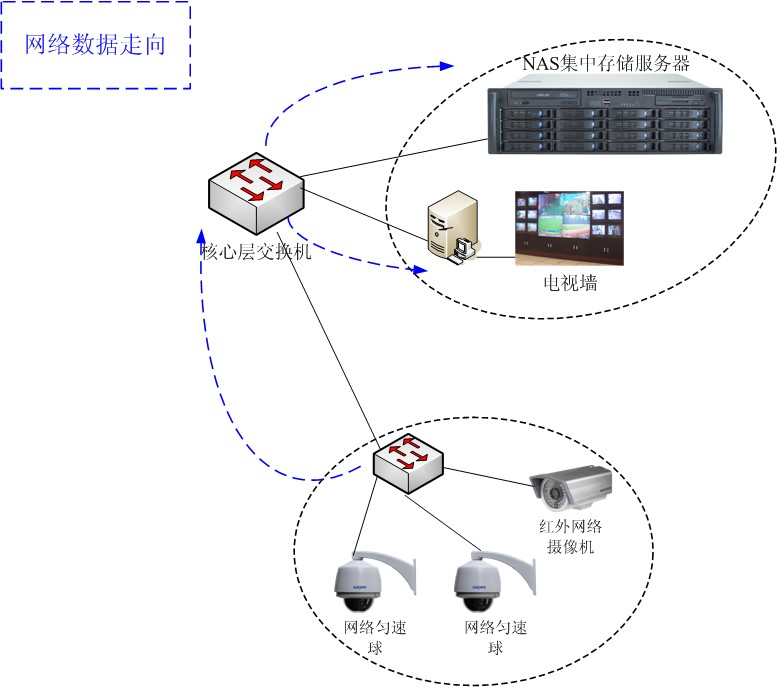 网络数据走向
NAS集中存储服务器
核心层交换机
电视墙
红外网络
摄像机
网络匀速
球
网络匀速
球